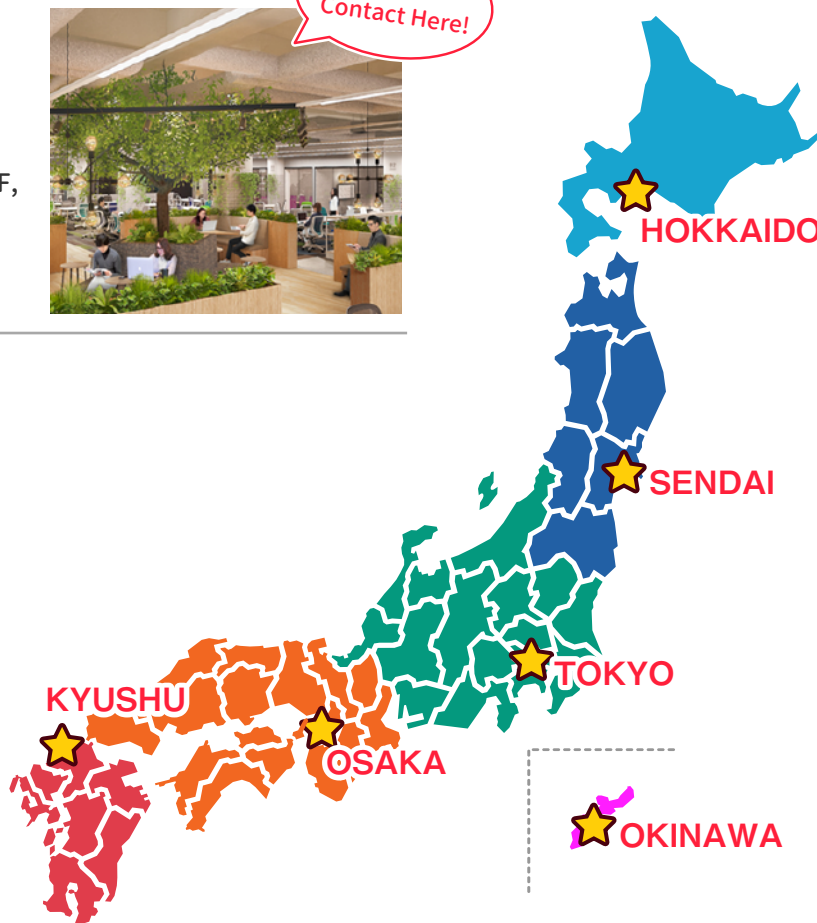 Contact Here!
F,
HOKKAIDO
SENDAI
TOKYO
KYUSHU
OSAKA
OKINAWA